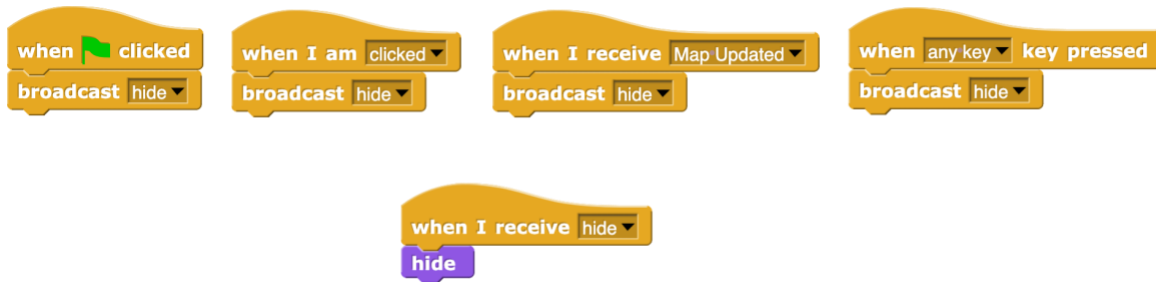 when clicked
broadcast hide
when I am clicked
broadcast hide
when I receive Map Updated
broadcast hide
when any key key pressed
broadcast hide
when I receive hide
hide